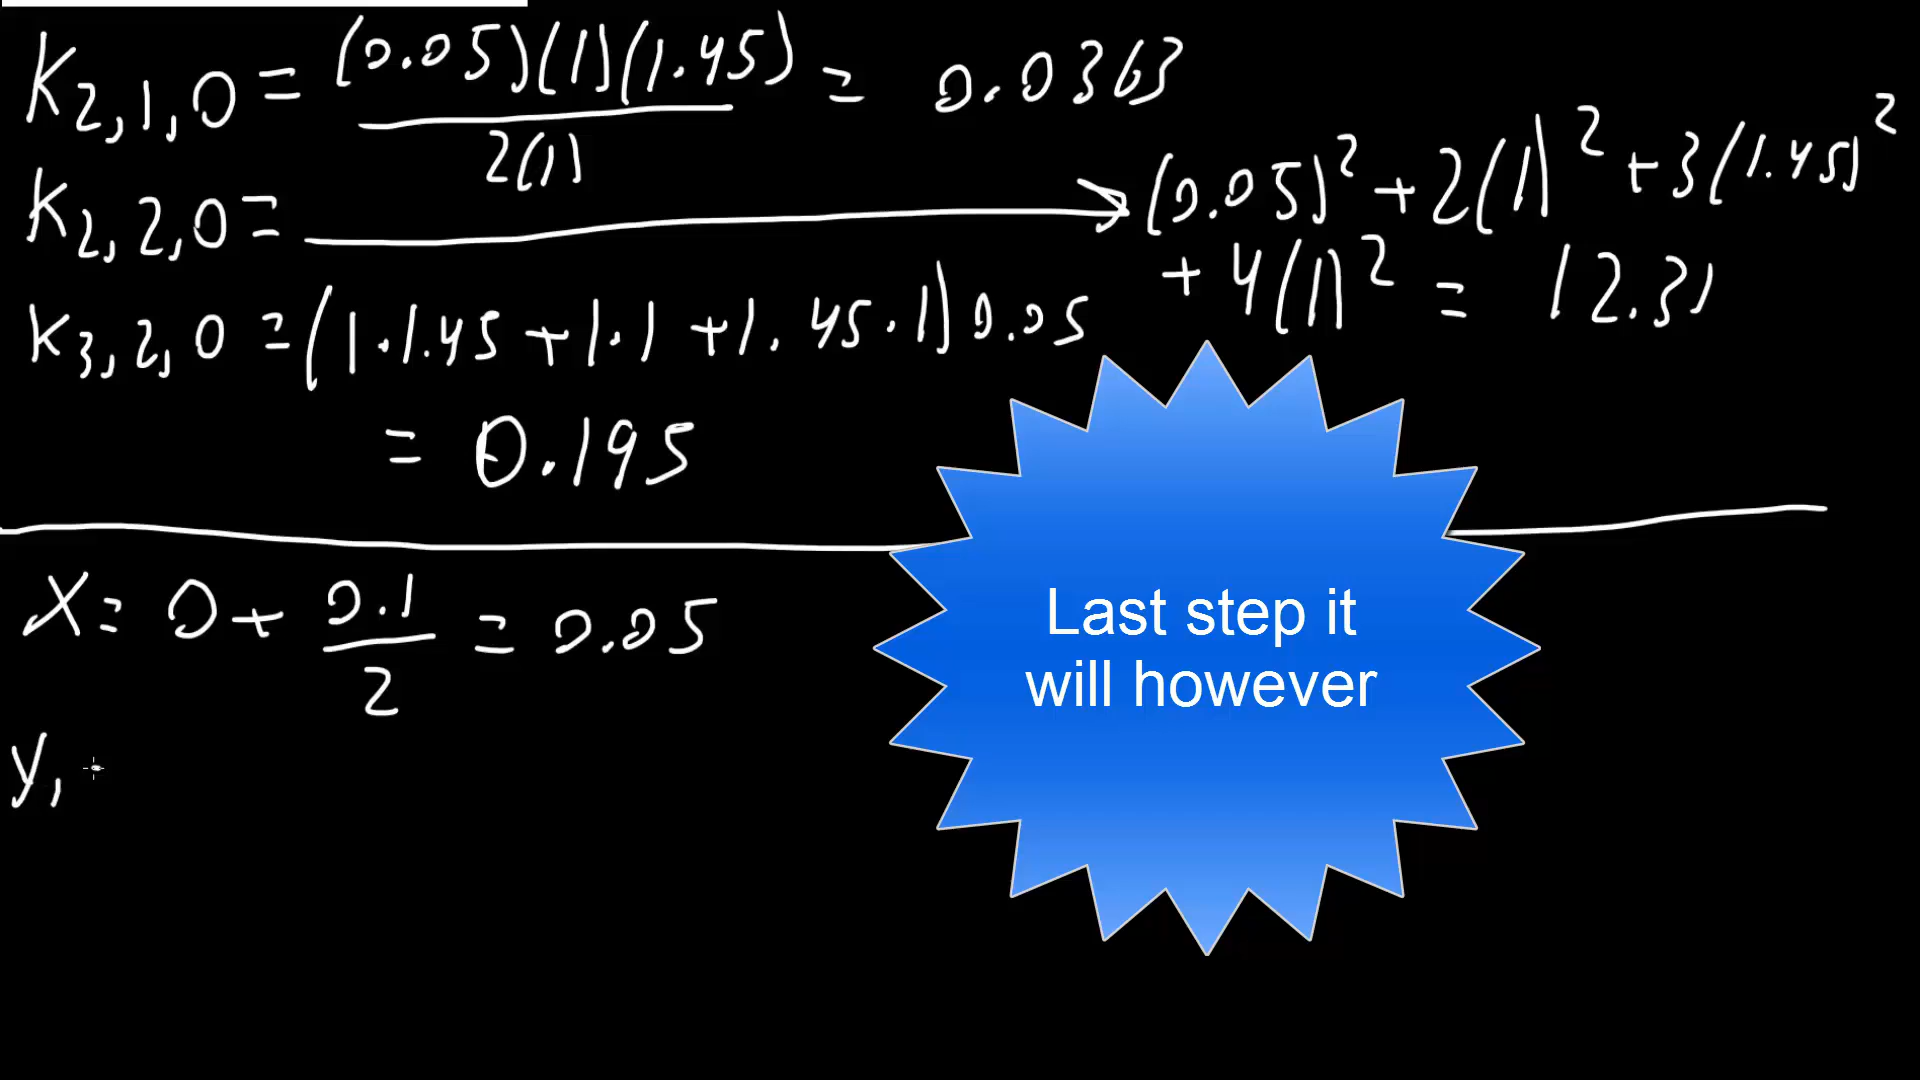 K2,1,0 = (0.05)(1)(1.45) / 2(1) = 0.0363
K2,2,0 = → (0.05)² + 2(1)² + 3(1.45)²
+ 4(1)² = 12.31
K3,2,0 = (1.1.45 + 1.1 + 1.45.1) 0.05
= 0.195
X = 0 + 0.1 / 2 = 0.05
Last step it
will however
y1